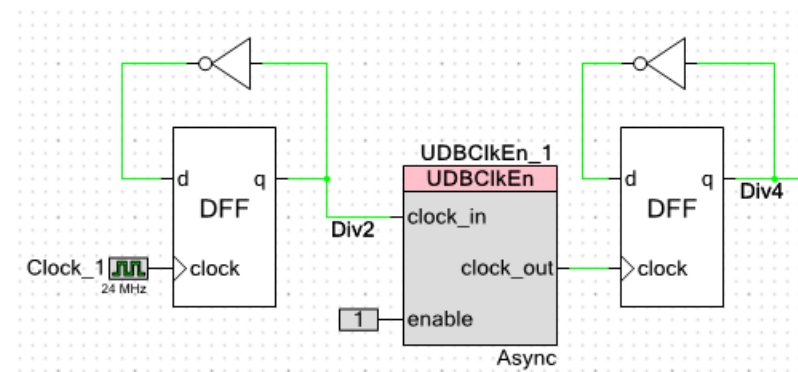 d
q
DFF
Clock_1
24 MHz
clock
Div2
UDBClkEn_1
UDBClkEn
clock_in
clock_out
1
enable
Async
d
q
DFF
clock
Div4